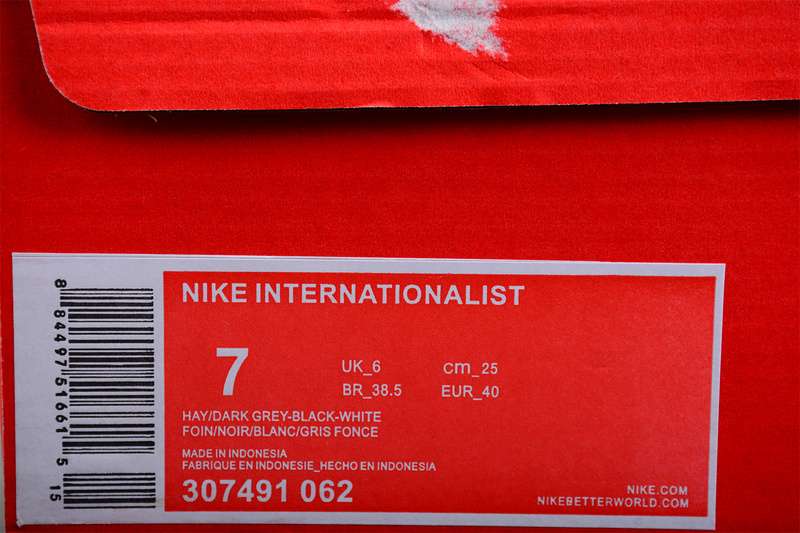 NIKE INTERNATIONALIST
7
UK_6 cm_25
BR_38.5 EUR_40
HAY/DARK GREY-BLACK-WHITE
FOIN/NOIR/BLANC/GRIS FONCE
MADE IN INDONESIA
FABRIQUE EN INDONESIE_HECHO EN INDONESIA
307491 062
NIKE.COM
NIKEBETTERWORLD.COM
8 84497 51661 5
15